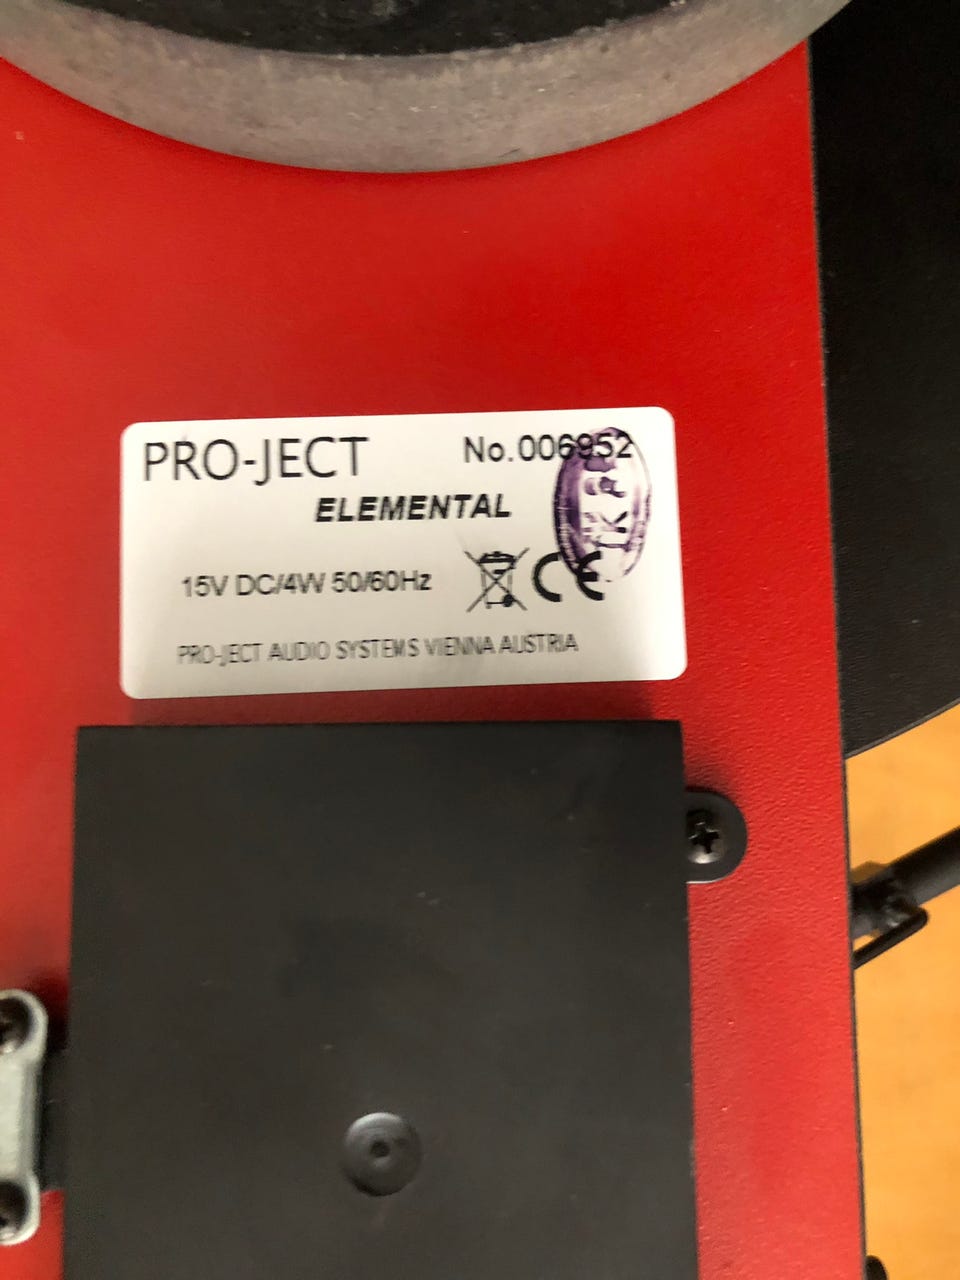 PRO-JECT No.006952
ELEMENTAL
15V DC/4W 50/60Hz CE
PRO-JECT AUDIO SYSTEMS VIENNA AUSTRIA